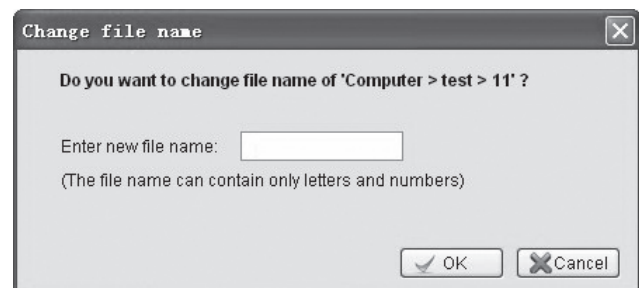 Change file name
Do you want to change file name of 'Computer > test > 11' ?
Enter new file name:
(The file name can contain only letters and numbers)
OK
Cancel